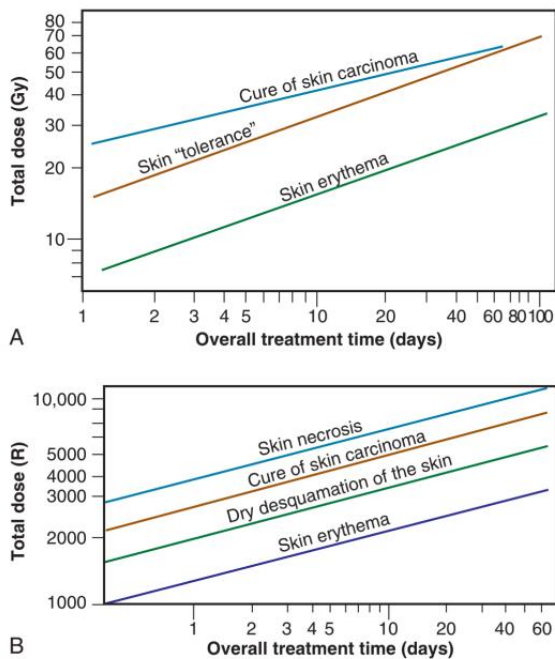 80
70
60
50
40
30
20
10
Total dose (Gy)
Cure of skin carcinoma
Skin "tolerance"
Skin erythema
1 2 3 4 5 10 20 40 60 80 100
Overall treatment time (days)
A
10,000
5000
4000
3000
2000
1000
Total dose (R)
Skin necrosis
Cure of skin carcinoma
Dry desquamation of the skin
Skin erythema
1 2 3 4 5 10 20 40 60
Overall treatment time (days)
B